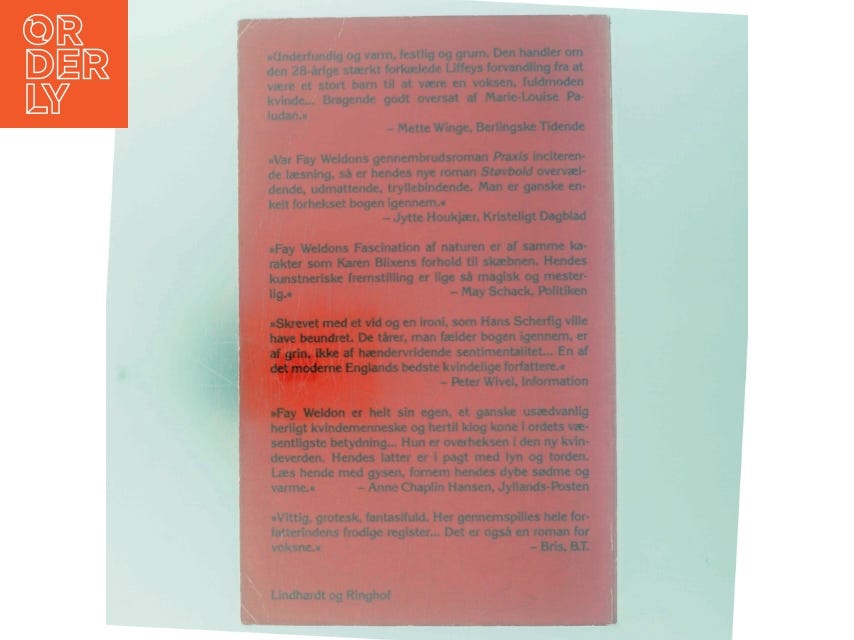 OR
DER
LY
»Underfundig og varm, festlig og grum. Den handler om
den 28-årige stærkt forkælede Liffeys forvandling fra at
være et stort barn til at være en voksen, fuldmoden
kvinde... Bragende godt oversat af Marie-Louise Pa-
ludan.«
– Mette Winge, Berlingske Tidende
»Var Fay Weldons gennembrudsroman Praxis inciteren-
de læsning, så er hendes nye roman Støvbold overvæl-
dende, udmattende, tryllebindende. Man er ganske en-
kelt forhekset bogen igennem.«
– Jytte Houkjær, Kristeligt Dagblad
»Fay Weldons Fascination af naturen er af samme ka-
rakter som Karen Blixens forhold til skæbnen. Hendes
kunstneriske fremstilling er lige så magisk og mester-
lig.« – May Schack, Politiken
»Skrevet med et vid og en ironi, som Hans Scherfig ville
have beundret. De tårer, man fælder bogen igennem, er
af grin, ikke af hændervridende sentimentalitet... En af
det moderne Englands bedste kvindelige forfattere.«
– Peter Wivel, Information
»Fay Weldon er helt sin egen, et ganske usædvanlig
herligt kvindemenneske og hertil klog kone i ordets væ-
sentligste betydning... Hun er overheksen i den ny kvin-
deverden. Hendes latter er i pagt med lyn og torden.
Læs hende med gysen, fornem hendes dybe sødme og
varme.« – Anne Chaplin Hansen, Jyllands-Posten
»Vittig, grotesk, fantasifuld. Her gennemspilles hele for-
fatterindens frodige register... Det er også en roman for
voksne.« – Bris, B.T.
Lindhardt og Ringhof